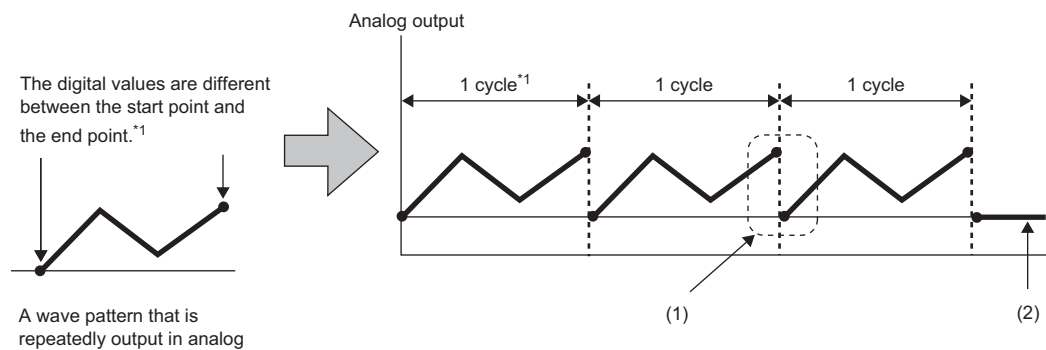 Analog output
The digital values are different
between the start point and
the end point.*1
1 cycle*1
1 cycle
1 cycle
(1)
(2)
A wave pattern that is
repeatedly output in analog